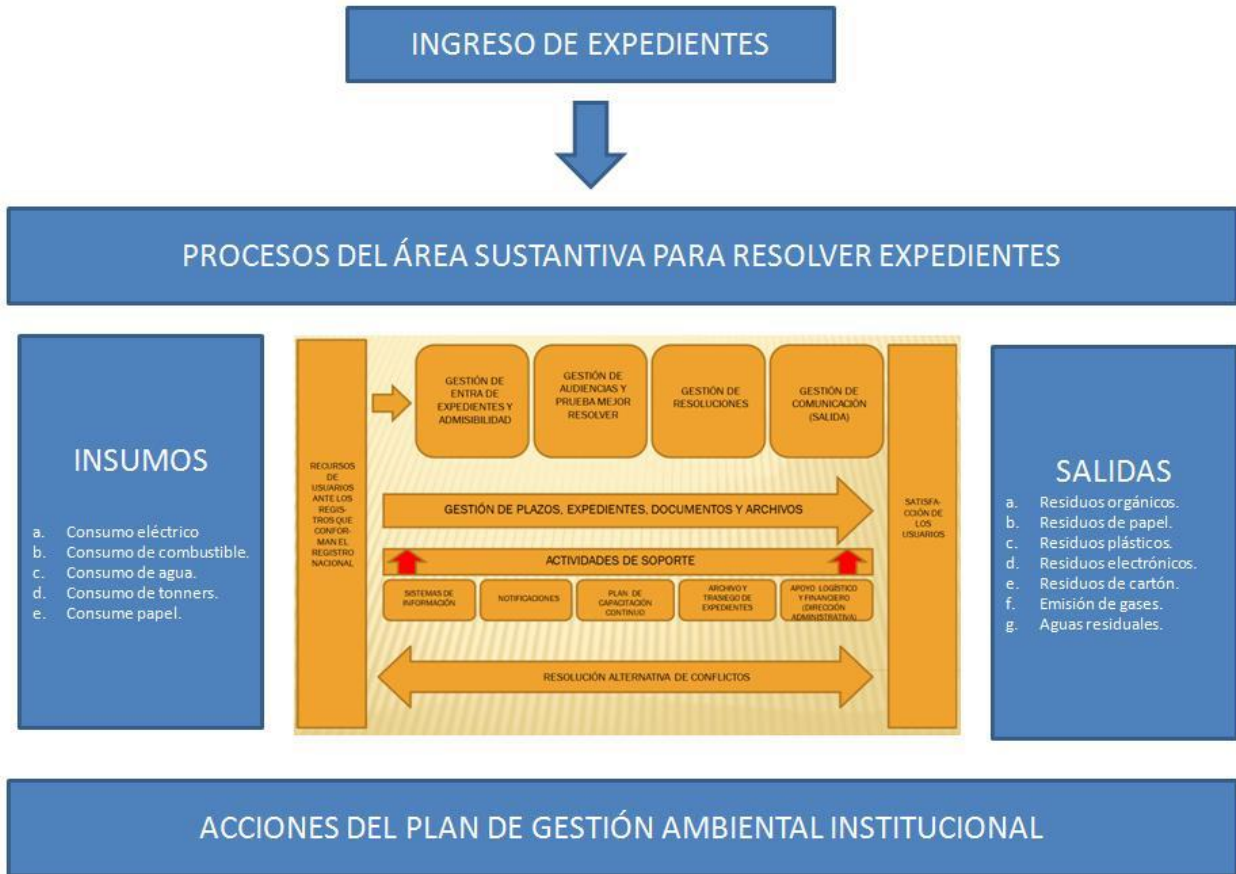 INGRESO DE EXPEDIENTES
PROCESOS DEL ÁREA SUSTANTIVA PARA RESOLVER EXPEDIENTES
INSUMOS
a. Consumo eléctrico
b. Consumo de combustible.
c. Consumo de agua.
d. Consumo de tonners.
e. Consume papel.
RECURSOS
DE
USUARIOS
ANTE LOS
REGIS-
TROS QUE
CONFOR-
MAN EL
REGISTRO
NACIONAL
GESTIÓN DE
ENTRA DE
EXPEDIENTES Y
ADMISIBILIDAD
GESTIÓN DE
AUDIENCIAS Y
PRUEBA MEJOR
RESOLVER
GESTIÓN DE
RESOLUCIONES
GESTIÓN DE
COMUNICACIÓN
(SALIDA)
GESTIÓN DE PLAZOS, EXPEDIENTES, DOCUMENTOS Y ARCHIVOS
ACTIVIDADES DE SOPORTE
SISTEMAS DE
INFORMACIÓN
NOTIFICACIONES
PLAN DE
CAPACITACIÓN
CONTINUO
ARCHIVO Y
TRASIEGO DE
EXPEDIENTES
APOYO LOGÍSTICO
Y FINANCIERO
(DIRECCIÓN
ADMINISTRATIVA)
RESOLUCIÓN ALTERNATIVA DE CONFLICTOS
SATISFA-
CCIÓN DE
LOS
USUARIOS
SALIDAS
a. Residuos orgánicos.
b. Residuos de papel.
c. Residuos plásticos.
d. Residuos electrónicos.
e. Residuos de cartón.
f. Emisión de gases.
g. Aguas residuales.
ACCIONES DEL PLAN DE GESTIÓN AMBIENTAL INSTITUCIONAL